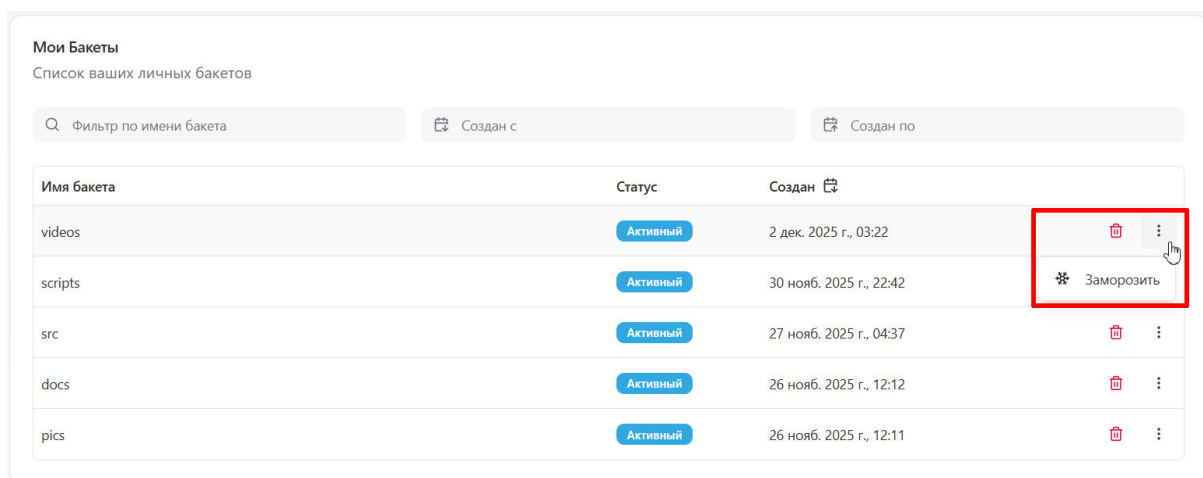 Мои Бакеты
Список ваших личных бакетов
Фильтр по имени бакета Создан с Создан по
Имя бакета Статус Создан
videos Активный 2 дек. 2025 г., 03:22
Заморозить
scripts Активный 30 нояб. 2025 г., 22:42
src Активный 27 нояб. 2025 г., 04:37
docs Активный 26 нояб. 2025 г., 12:12
pics Активный 26 нояб. 2025 г., 12:11